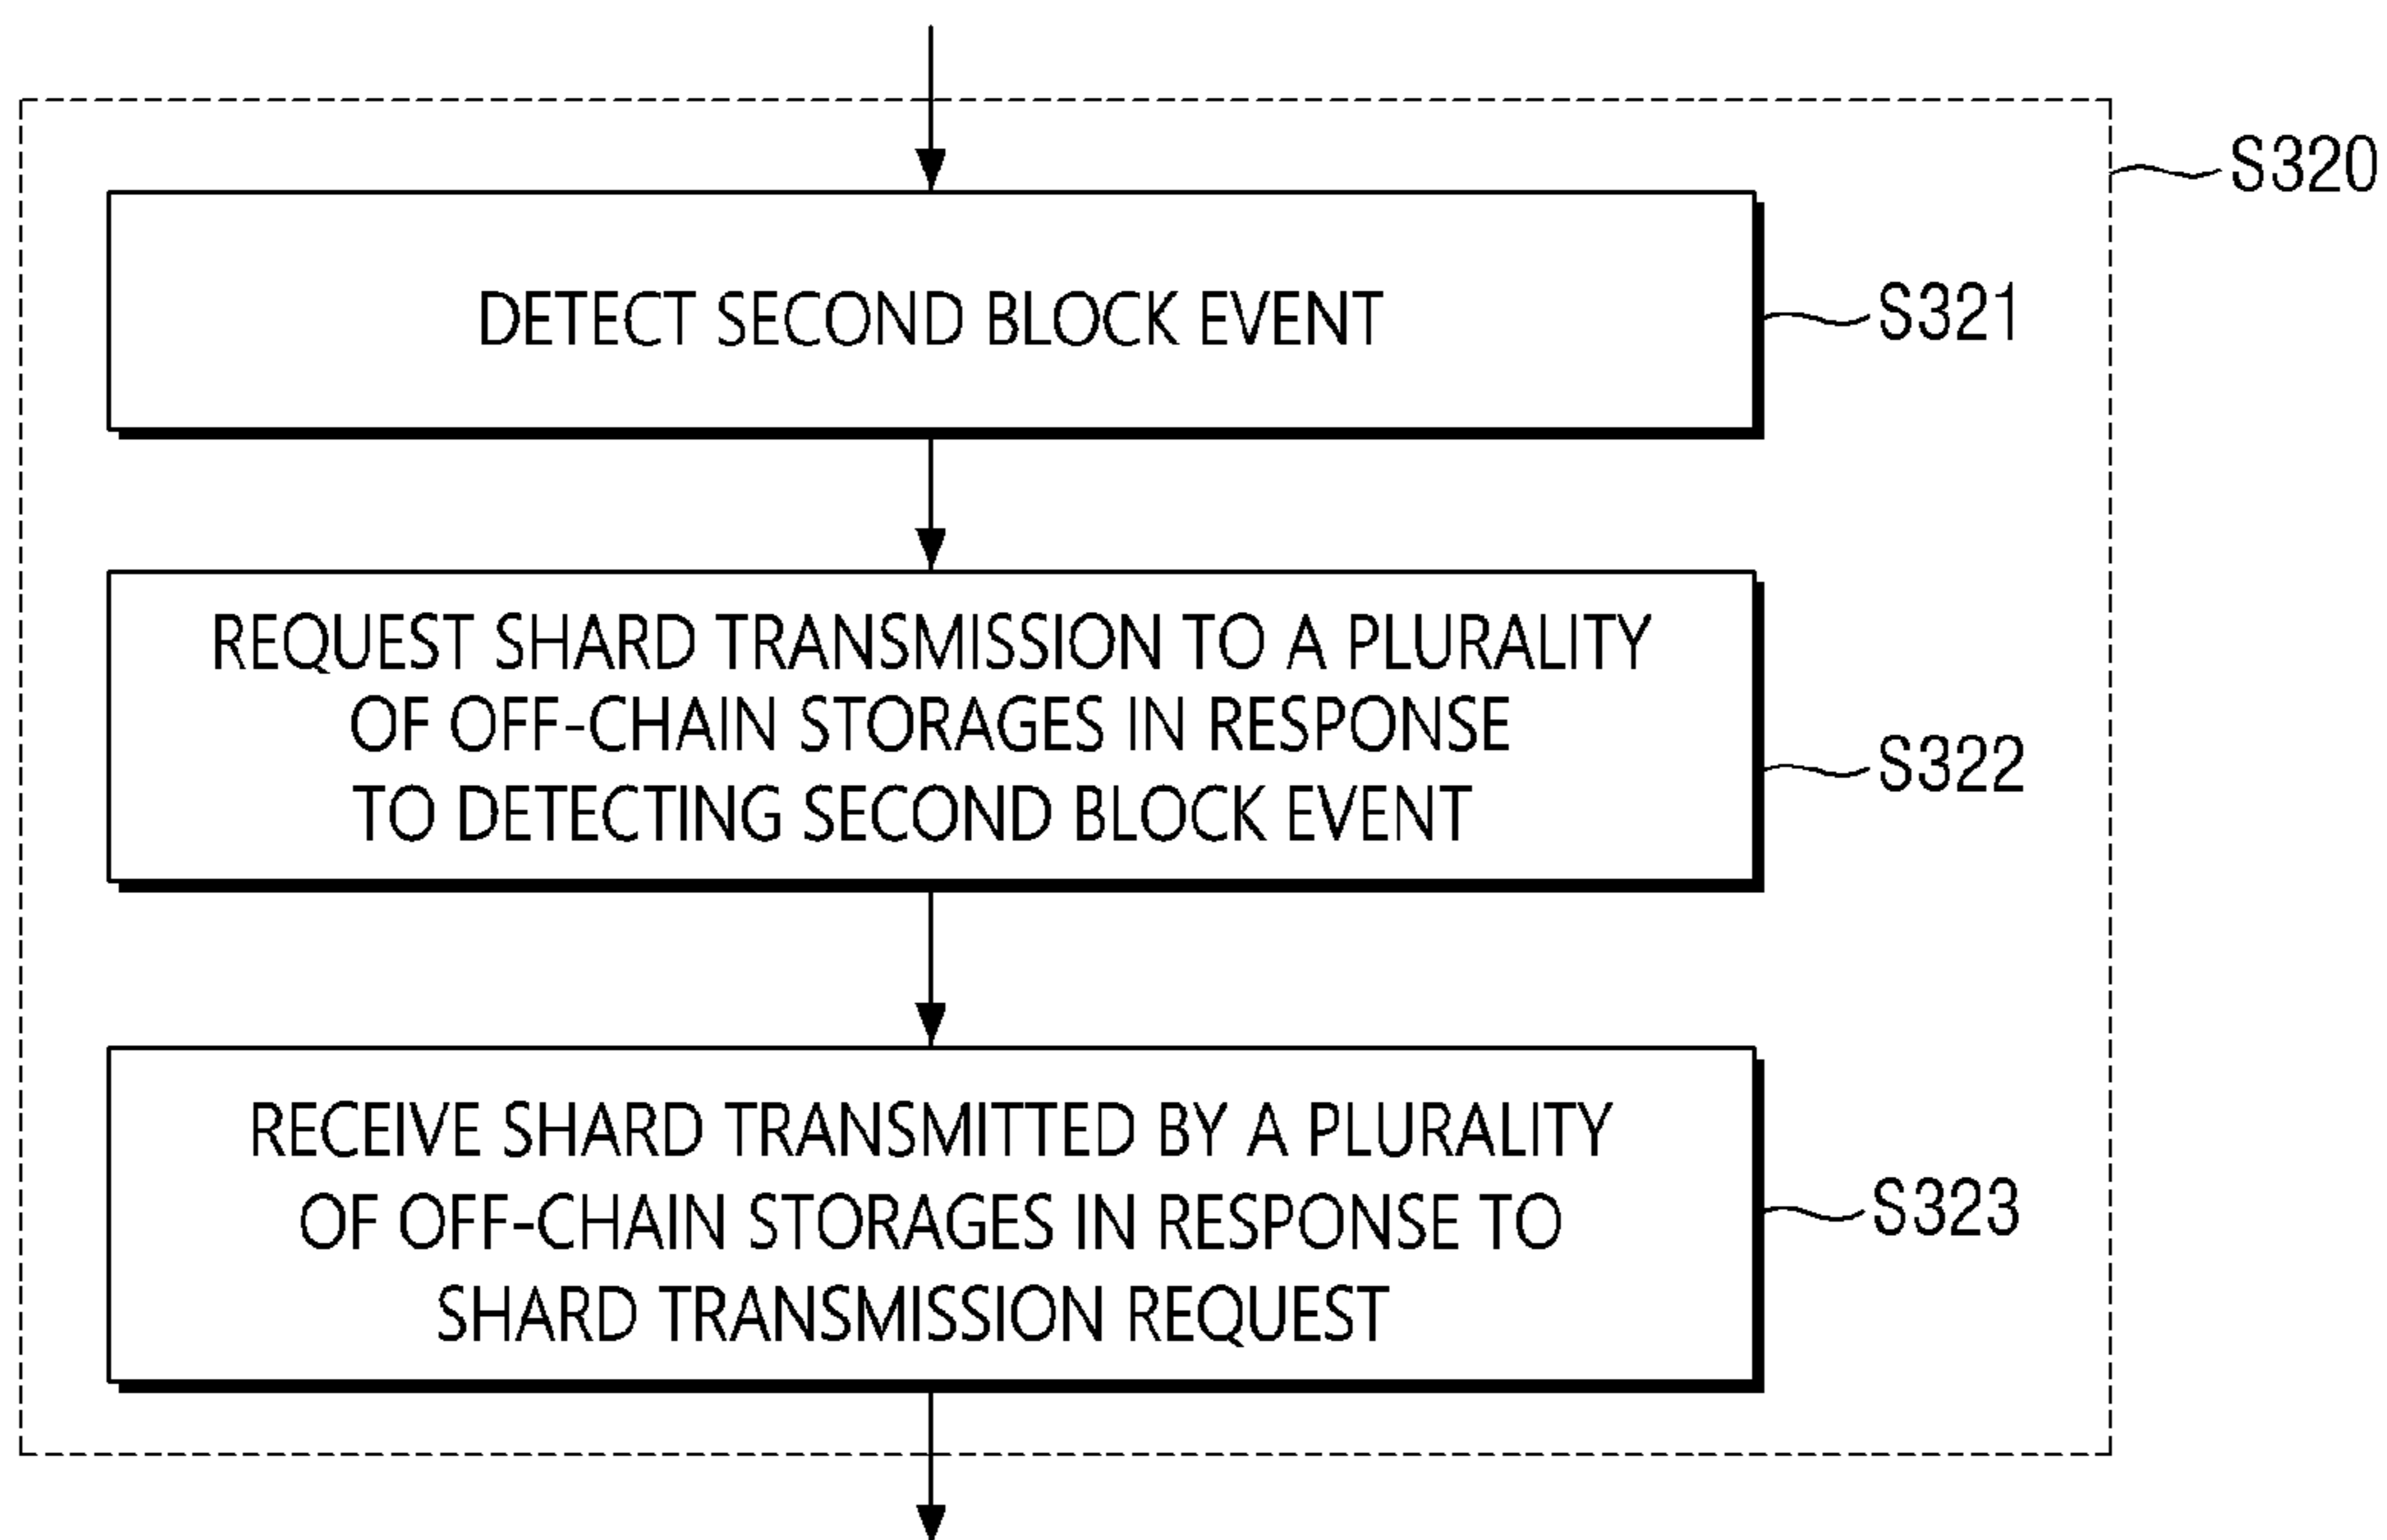 S320
DETECT SECOND BLOCK EVENT
S321
REQUEST SHARD TRANSMISSION TO A PLURALITY
OF OFF-CHAIN STORAGES IN RESPONSE
TO DETECTING SECOND BLOCK EVENT
S322
RECEIVE SHARD TRANSMITTED BY A PLURALITY
OF OFF-CHAIN STORAGES IN RESPONSE TO
SHARD TRANSMISSION REQUEST
S323